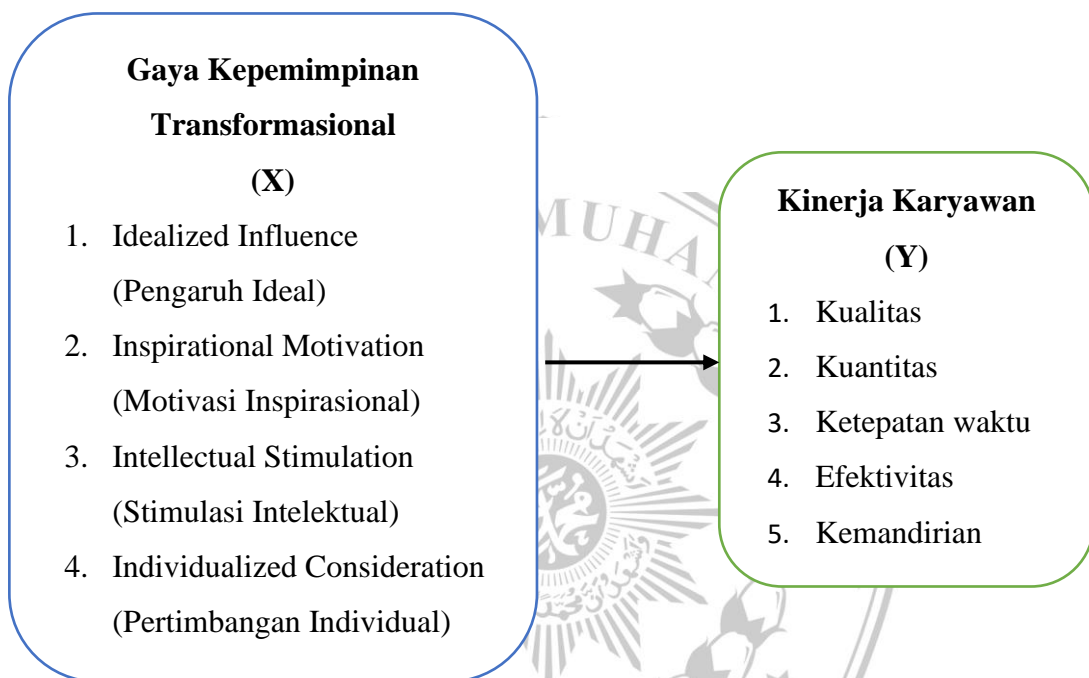 Gaya Kepemimpinan
Transformasional
(X)
1. Idealized Influence
(Pengaruh Ideal)
2. Inspirational Motivation
(Motivasi Inspirasional)
3. Intellectual Stimulation
(Stimulasi Intelektual)
4. Individualized Consideration
(Pertimbangan Individual)
Kinerja Karyawan
(Y)
1. Kualitas
2. Kuantitas
3. Ketepatan waktu
4. Efektivitas
5. Kemandirian